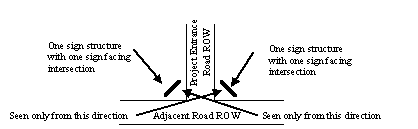 One sign structure
with one sign facing
intersection
Project Entrance
Road ROW
One sign structure
with one sign facing
intersection
Seen only from this direction
Adjacent Road ROW
Seen only from this direction